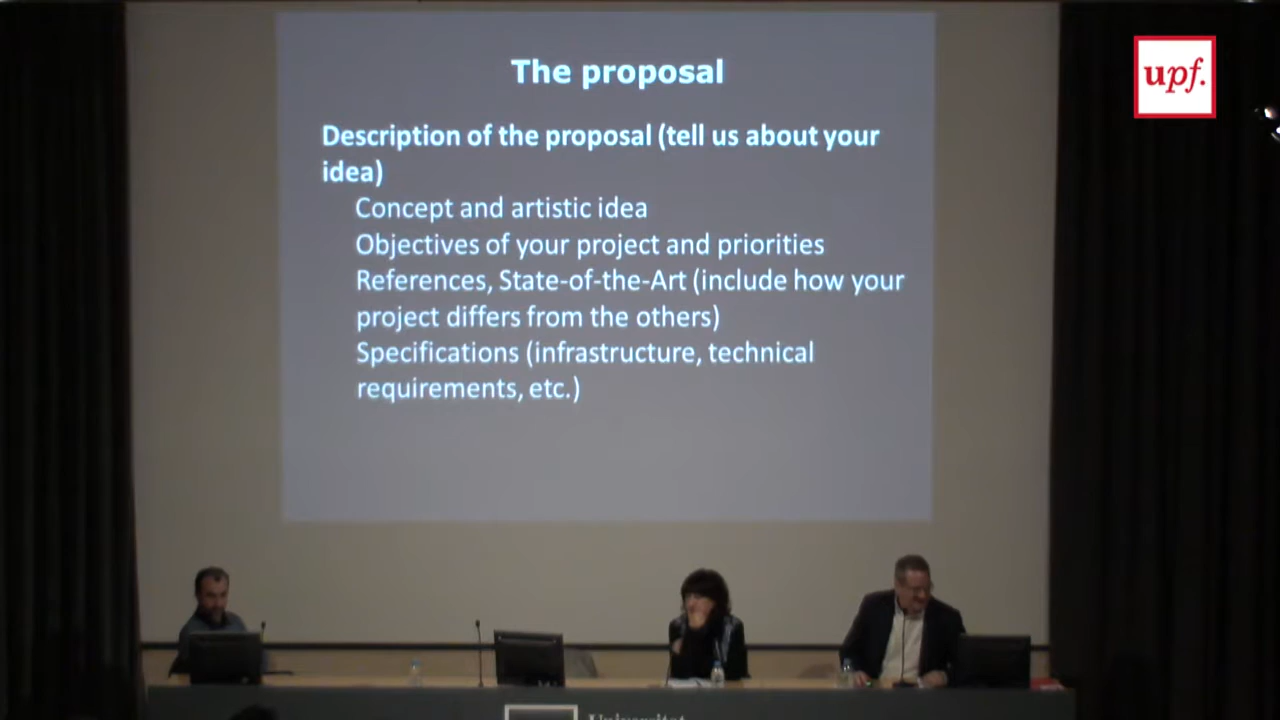 The proposal
upf.
Description of the proposal (tell us about your
idea)
Concept and artistic idea
Objectives of your project and priorities
References, State-of-the-Art (include how your
project differs from the others)
Specifications (infrastructure, technical
requirements, etc.)
Universitat